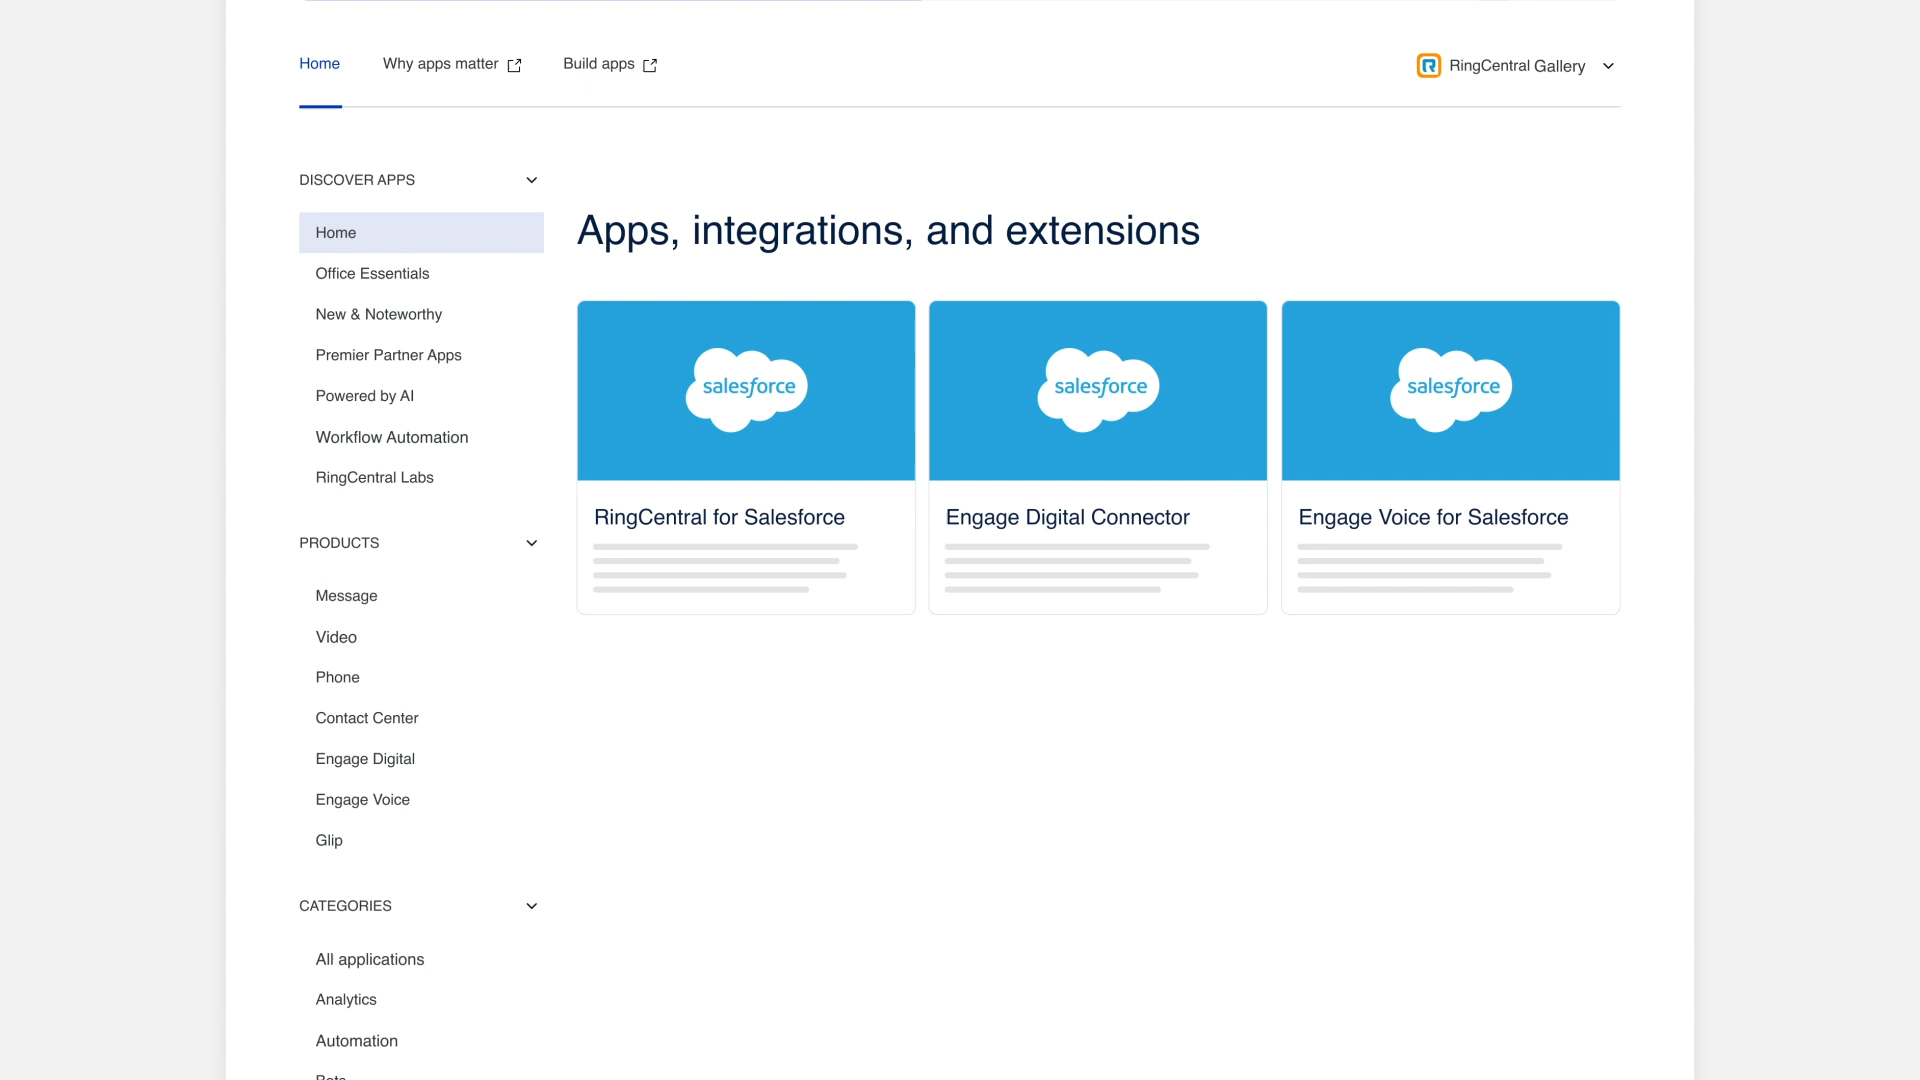 Home
Why apps matter
Build apps
RingCentral Gallery
DISCOVER APPS
Home
Office Essentials
New & Noteworthy
Premier Partner Apps
Powered by AI
Workflow Automation
RingCentral Labs
PRODUCTS
Message
Video
Phone
Contact Center
Engage Digital
Engage Voice
Glip
CATEGORIES
All applications
Analytics
Automation
Apps, integrations, and extensions
salesforce
RingCentral for Salesforce
salesforce
Engage Digital Connector
salesforce
Engage Voice for Salesforce